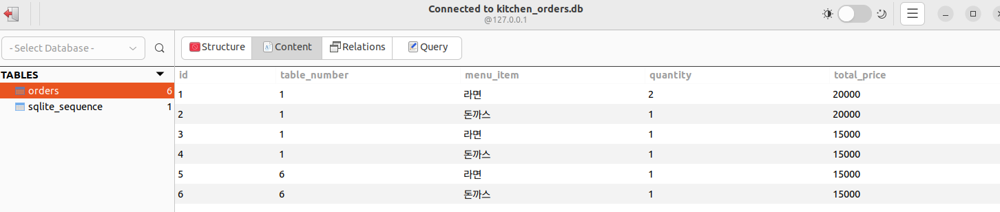 Connected to kitchen_orders.db
@127.0.0.1
- Select Database -
Structure Content Relations Query
TABLES
orders 6
sqlite_sequence 1
id table_number menu_item quantity total_price
1 1 라면 2 20000
2 1 돈까스 1 20000
3 1 라면 1 15000
4 1 돈까스 1 15000
5 6 라면 1 15000
6 6 돈까스 1 15000